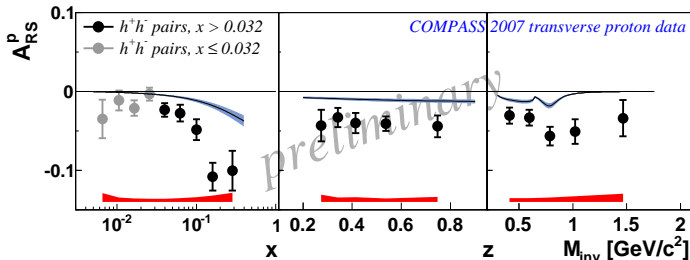 A^p_RS
h⁺h⁻ pairs, x > 0.032
h⁺h⁻ pairs, x ≤ 0.032
COMPASS 2007 transverse proton data
preliminary
0
-0.05
-0.1
10⁻² 10⁻¹ 1
0.2 0.4 0.6 0.8
0.5 1 1.5 2
x
z
M_inv [GeV/c²]